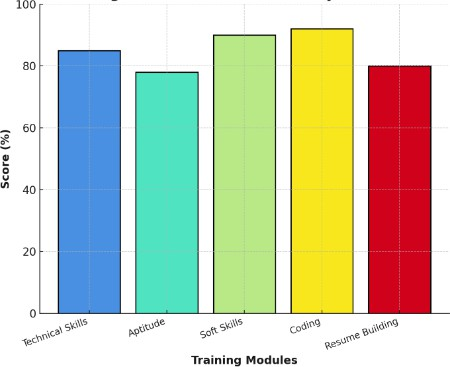 100
80
60
40
20
0
Score (%)
Technical Skills
Aptitude
Soft Skills
Coding
Resume Building
Training Modules